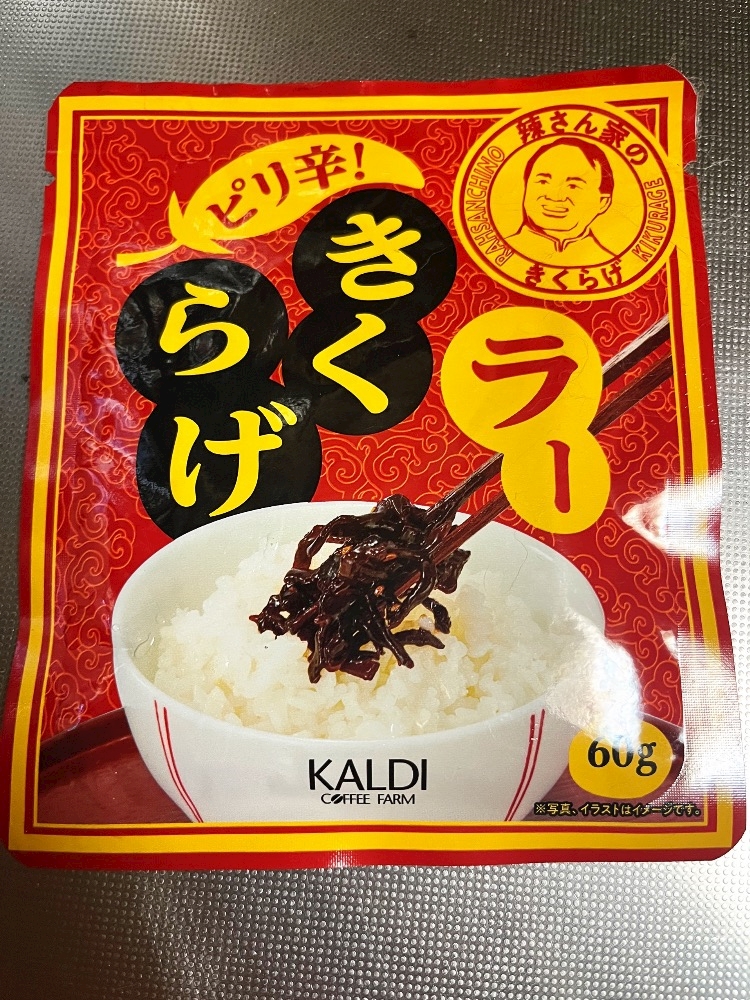 辣さん家の
RAHSANCHINO
KIKURAGE
きくらげ
ピリ辛!
ラー
きく
らげ
KALDI
COFFEE FARM
60g
※写真、イラストはイメージです。